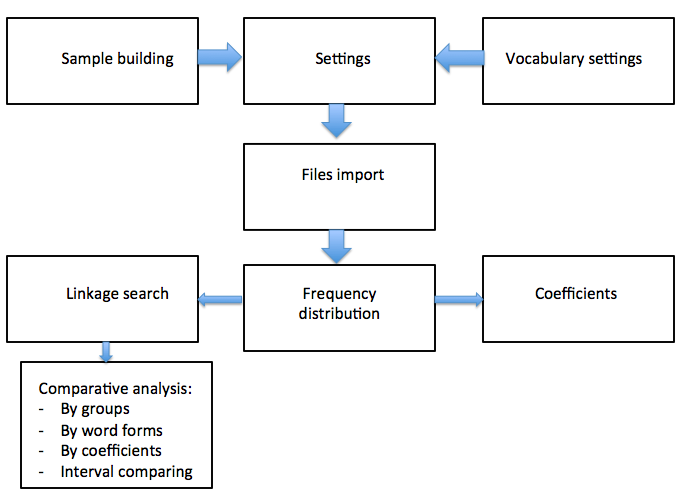 Sample building
Settings
Vocabulary settings
Files import
Linkage search
Frequency
distribution
Coefficients
Comparative analysis:
- By groups
- By word forms
- By coefficients
- Interval comparing